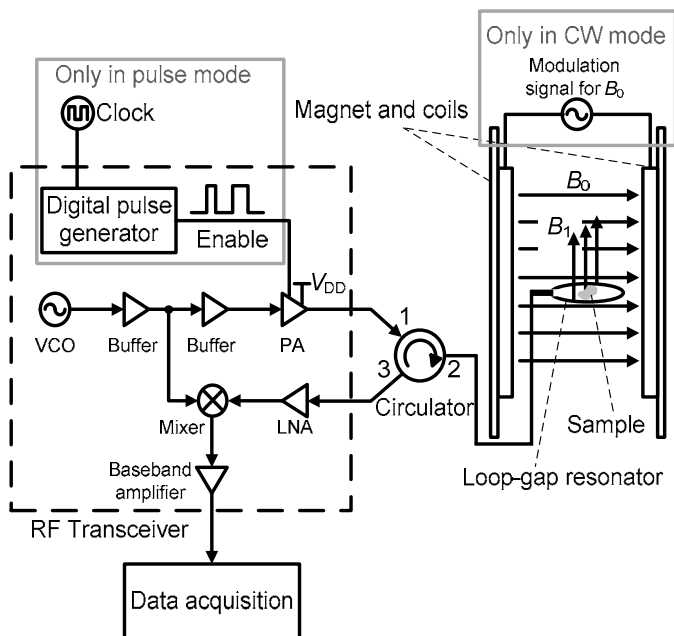 Only in pulse mode
Clock
Digital pulse
generator
Enable
Only in CW mode
Modulation
signal for B₀
Magnet and coils
B₀
B₁
VCO
Buffer
Buffer
V_DD
PA
1
2
3
Circulator
Mixer
LNA
Baseband
amplifier
RF Transceiver
Data acquisition
Sample
Loop-gap resonator